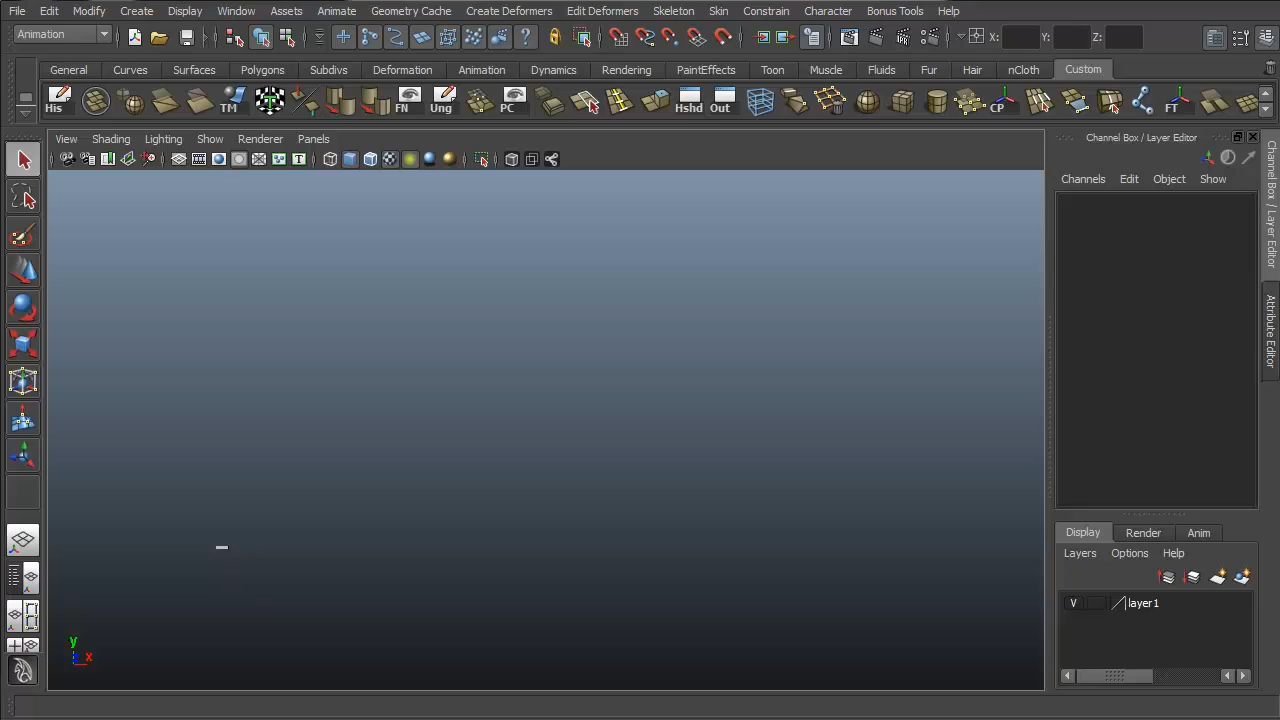 File Edit Modify Create Display Window Assets Animate Geometry Cache Create Deformers Edit Deformers Skeleton Skin Constrain Character Bonus Tools Help
Animation X: Y: Z:
General Curves Surfaces Polygons Subdivs Deformation Animation Dynamics Rendering PaintEffects Toon Muscle Fluids Fur Hair nCloth Custom
His TM FN Ung PC Hshd Out CP FT
View Shading Lighting Show Renderer Panels
Channel Box / Layer Editor
Channels Edit Object Show
Channel Box / Layer Editor
Attribute Editor
Display Render Anim
Layers Options Help
V layer1
y
x